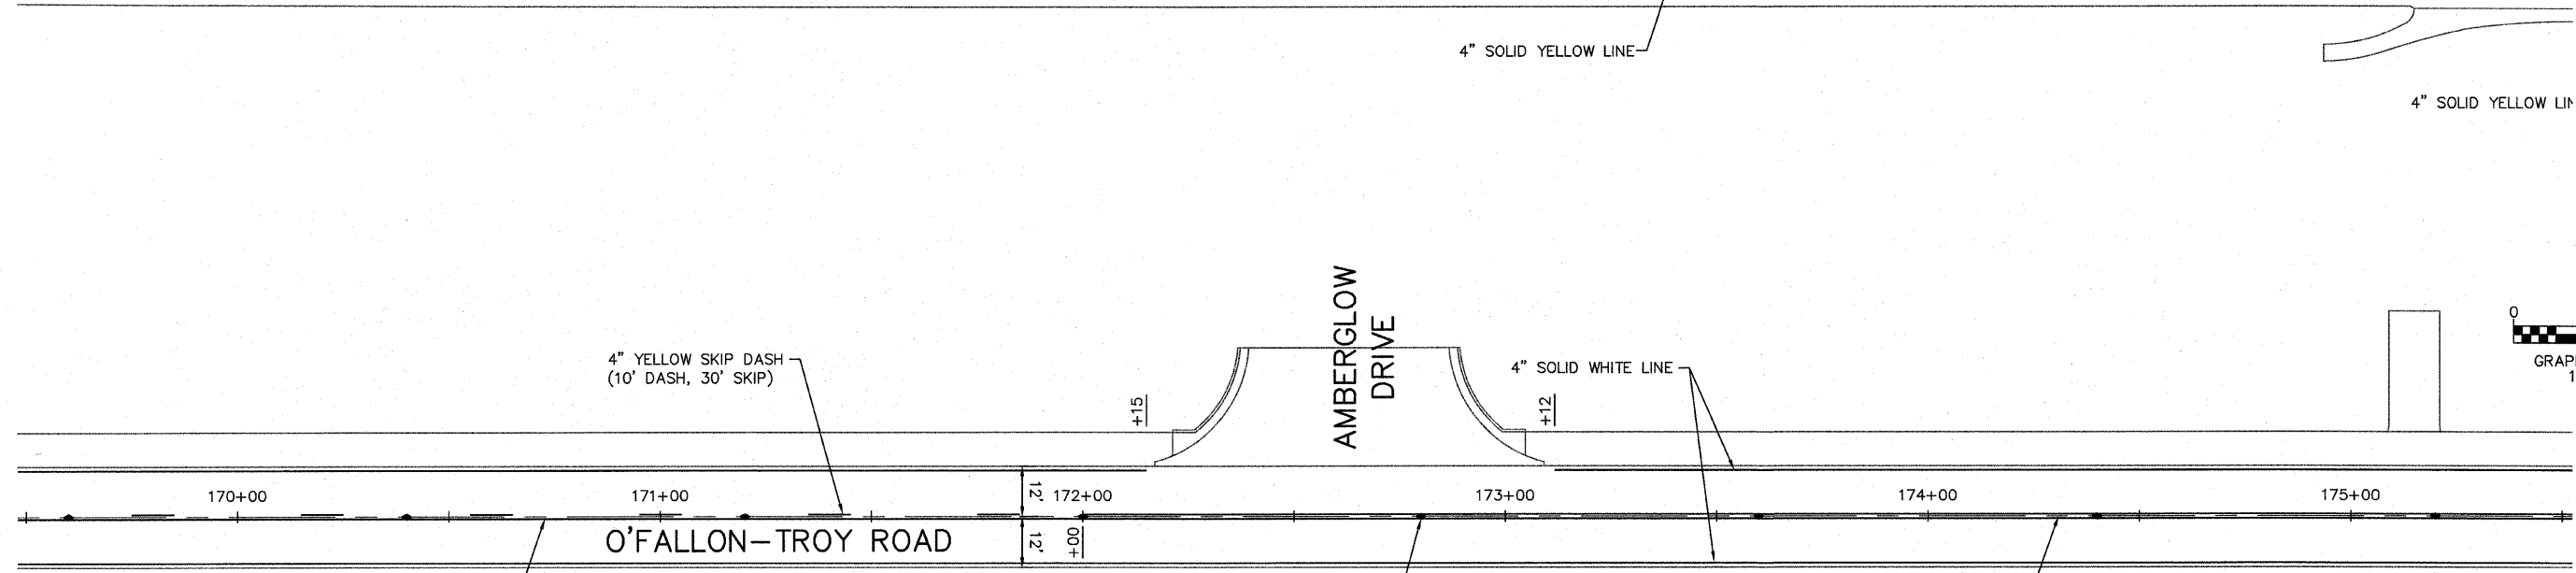 4" SOLID YELLOW LINE
4" SOLID YELLOW
4" YELLOW SKIP DASH
(10' DASH, 30' SKIP)
+15
AMBERGLOW
DRIVE
4" SOLID WHITE LINE
+12
0
170+00
171+00
12'
172+00
173+00
174+00
175+00
O'FALLON-TROY ROAD
12'
+00